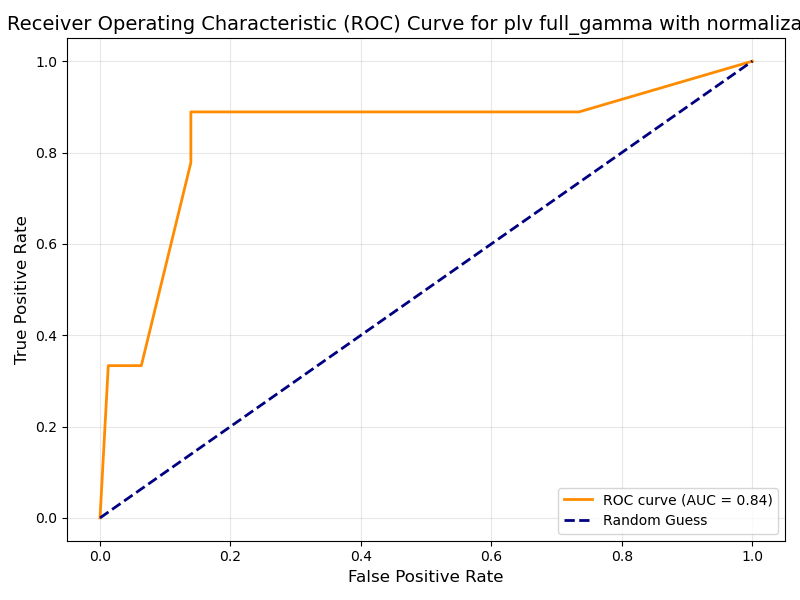 Receiver Operating Characteristic (ROC) Curve for plv full_gamma with normaliza
1.0
0.8
0.6
0.4
0.2
0.0
True Positive Rate
0.0 0.2 0.4 0.6 0.8 1.0
False Positive Rate
ROC curve (AUC = 0.84)
Random Guess